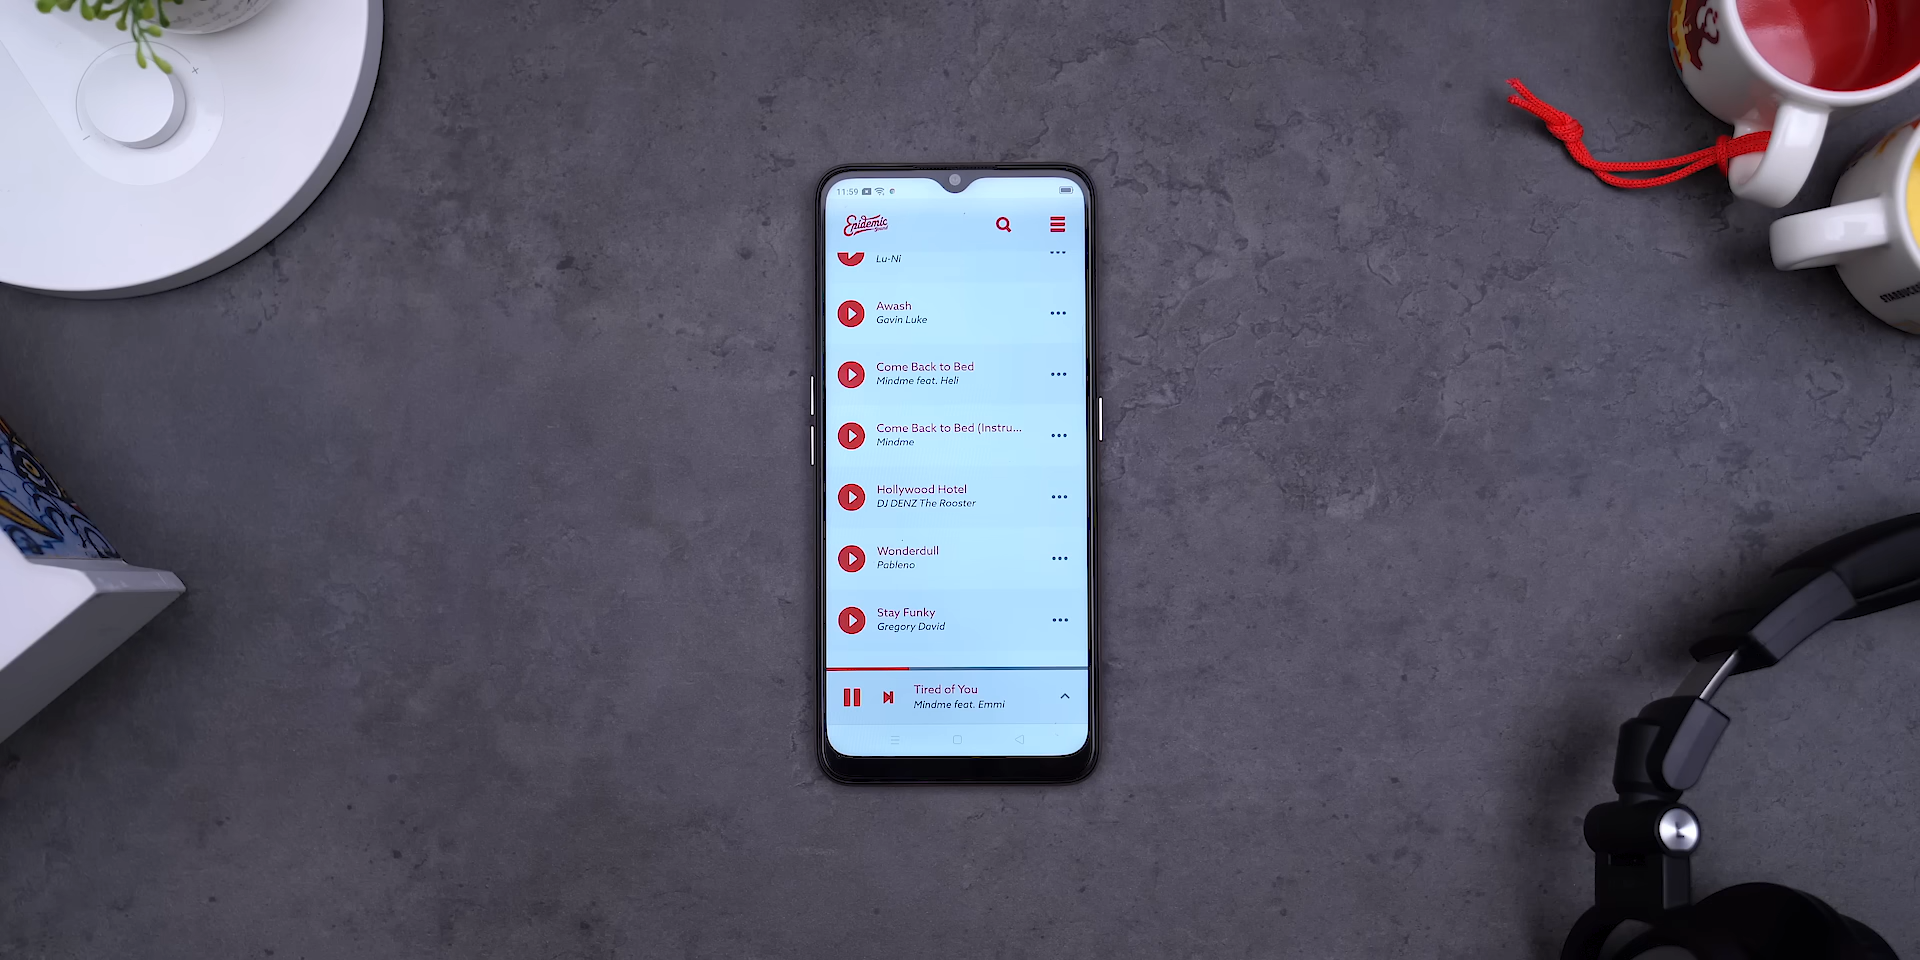 11:59
Epidemic
Sound
Lu-Ni
Awash
Gavin Luke
Come Back to Bed
Mindme feat. Heli
Come Back to Bed (Instru...
Mindme
Hollywood Hotel
DJ DENZ The Rooster
Wonderdull
Pableno
Stay Funky
Gregory David
Tired of You
Mindme feat. Emmi
L